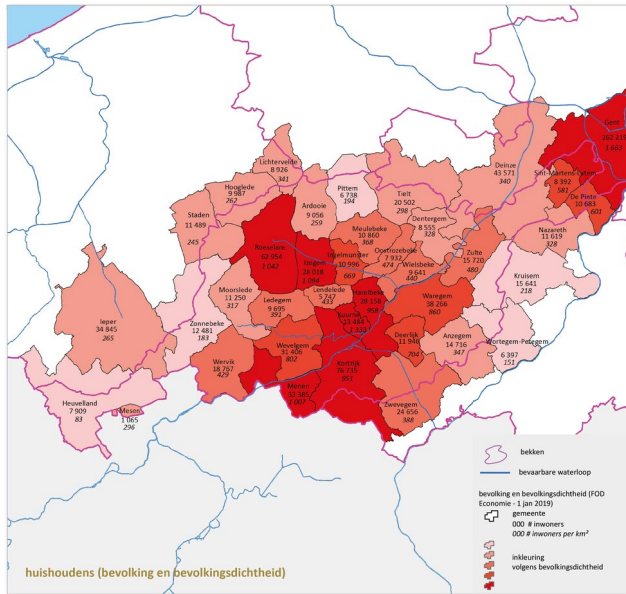 Gent
262 219
1 663
Deinze
43 571
340
Sint-Martens-Latem
8 392
581
De Pinte
10 683
601
Nazareth
11 619
328
Lichtervelde
8 926
341
Hooglede
9 987
262
Pittem
6 738
194
Tielt
20 502
298
Ardooie
9 056
259
Dentergem
8 555
328
Staden
11 489
245
Meulebeke
10 860
368
Roeselare
62 954
1 042
Izegem
28 018
1 094
Ingelmunster
10 996
669
Oostrozebeke
7 932
474
Wielsbeke
9 641
440
Zulte
15 720
480
Kruisem
15 641
218
Moorslede
11 250
317
Ledegem
9 695
391
Lendelede
5 747
433
Harelbeke
28 158
958
Waregem
38 266
860
Ieper
34 845
265
Zonnebeke
12 481
183
Kuurne
13 464
1 333
Deerlijk
11 946
704
Anzegem
14 716
347
Wortegem-Petegem
6 397
151
Wevelgem
31 406
802
Wervik
18 767
429
Kortrijk
76 735
951
Menen
33 385
1 007
Zwevegem
24 656
388
Heuvelland
7 909
83
Mesen
1 065
296
bekken
bevaarbare waterloop
bevolking en bevolkingsdichtheid (FOD
Economie - 1 jan 2019)
gemeente
000 # inwoners
000 # inwoners per km²
inkleuring
volgens bevolkingsdichtheid
huishoudens (bevolking en bevolkingsdichtheid)